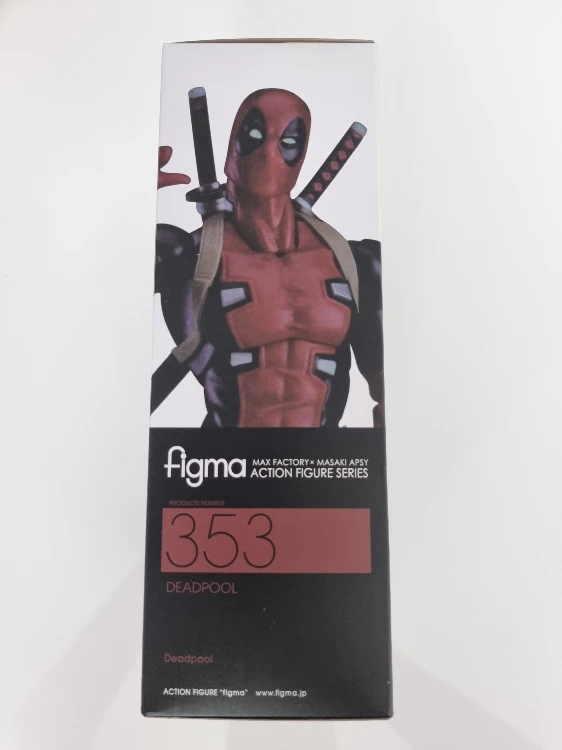 figma
MAX FACTORY × MASAKI APSY
ACTION FIGURE SERIES
PRODUCTS NUMBER
353
DEADPOOL
Deadpool
ACTION FIGURE "figma" www.figma.jp